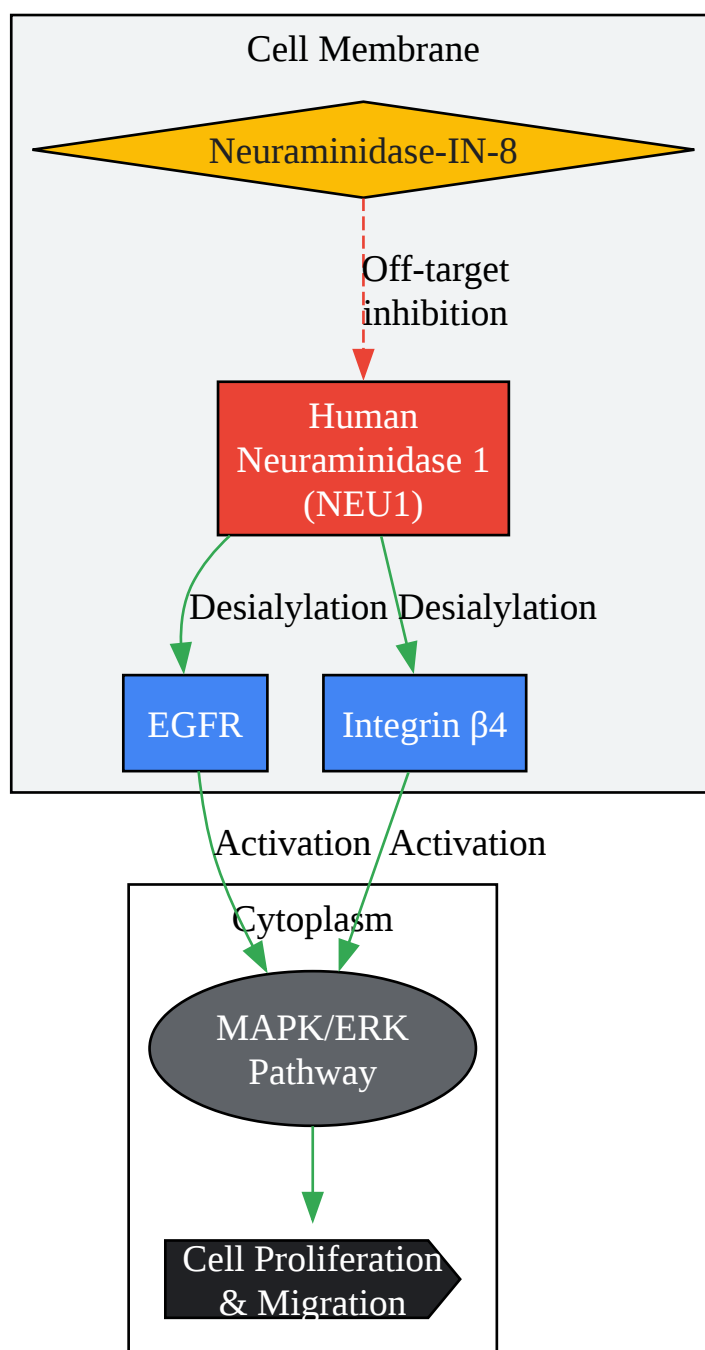 Cell Membrane
Neuraminidase-IN-8
Off-target
inhibition
Human
Neuraminidase 1
(NEU1)
Desialylation
Desialylation
EGFR
Integrin β4
Activation
Activation
Cytoplasm
MAPK/ERK
Pathway
Cell Proliferation
& Migration